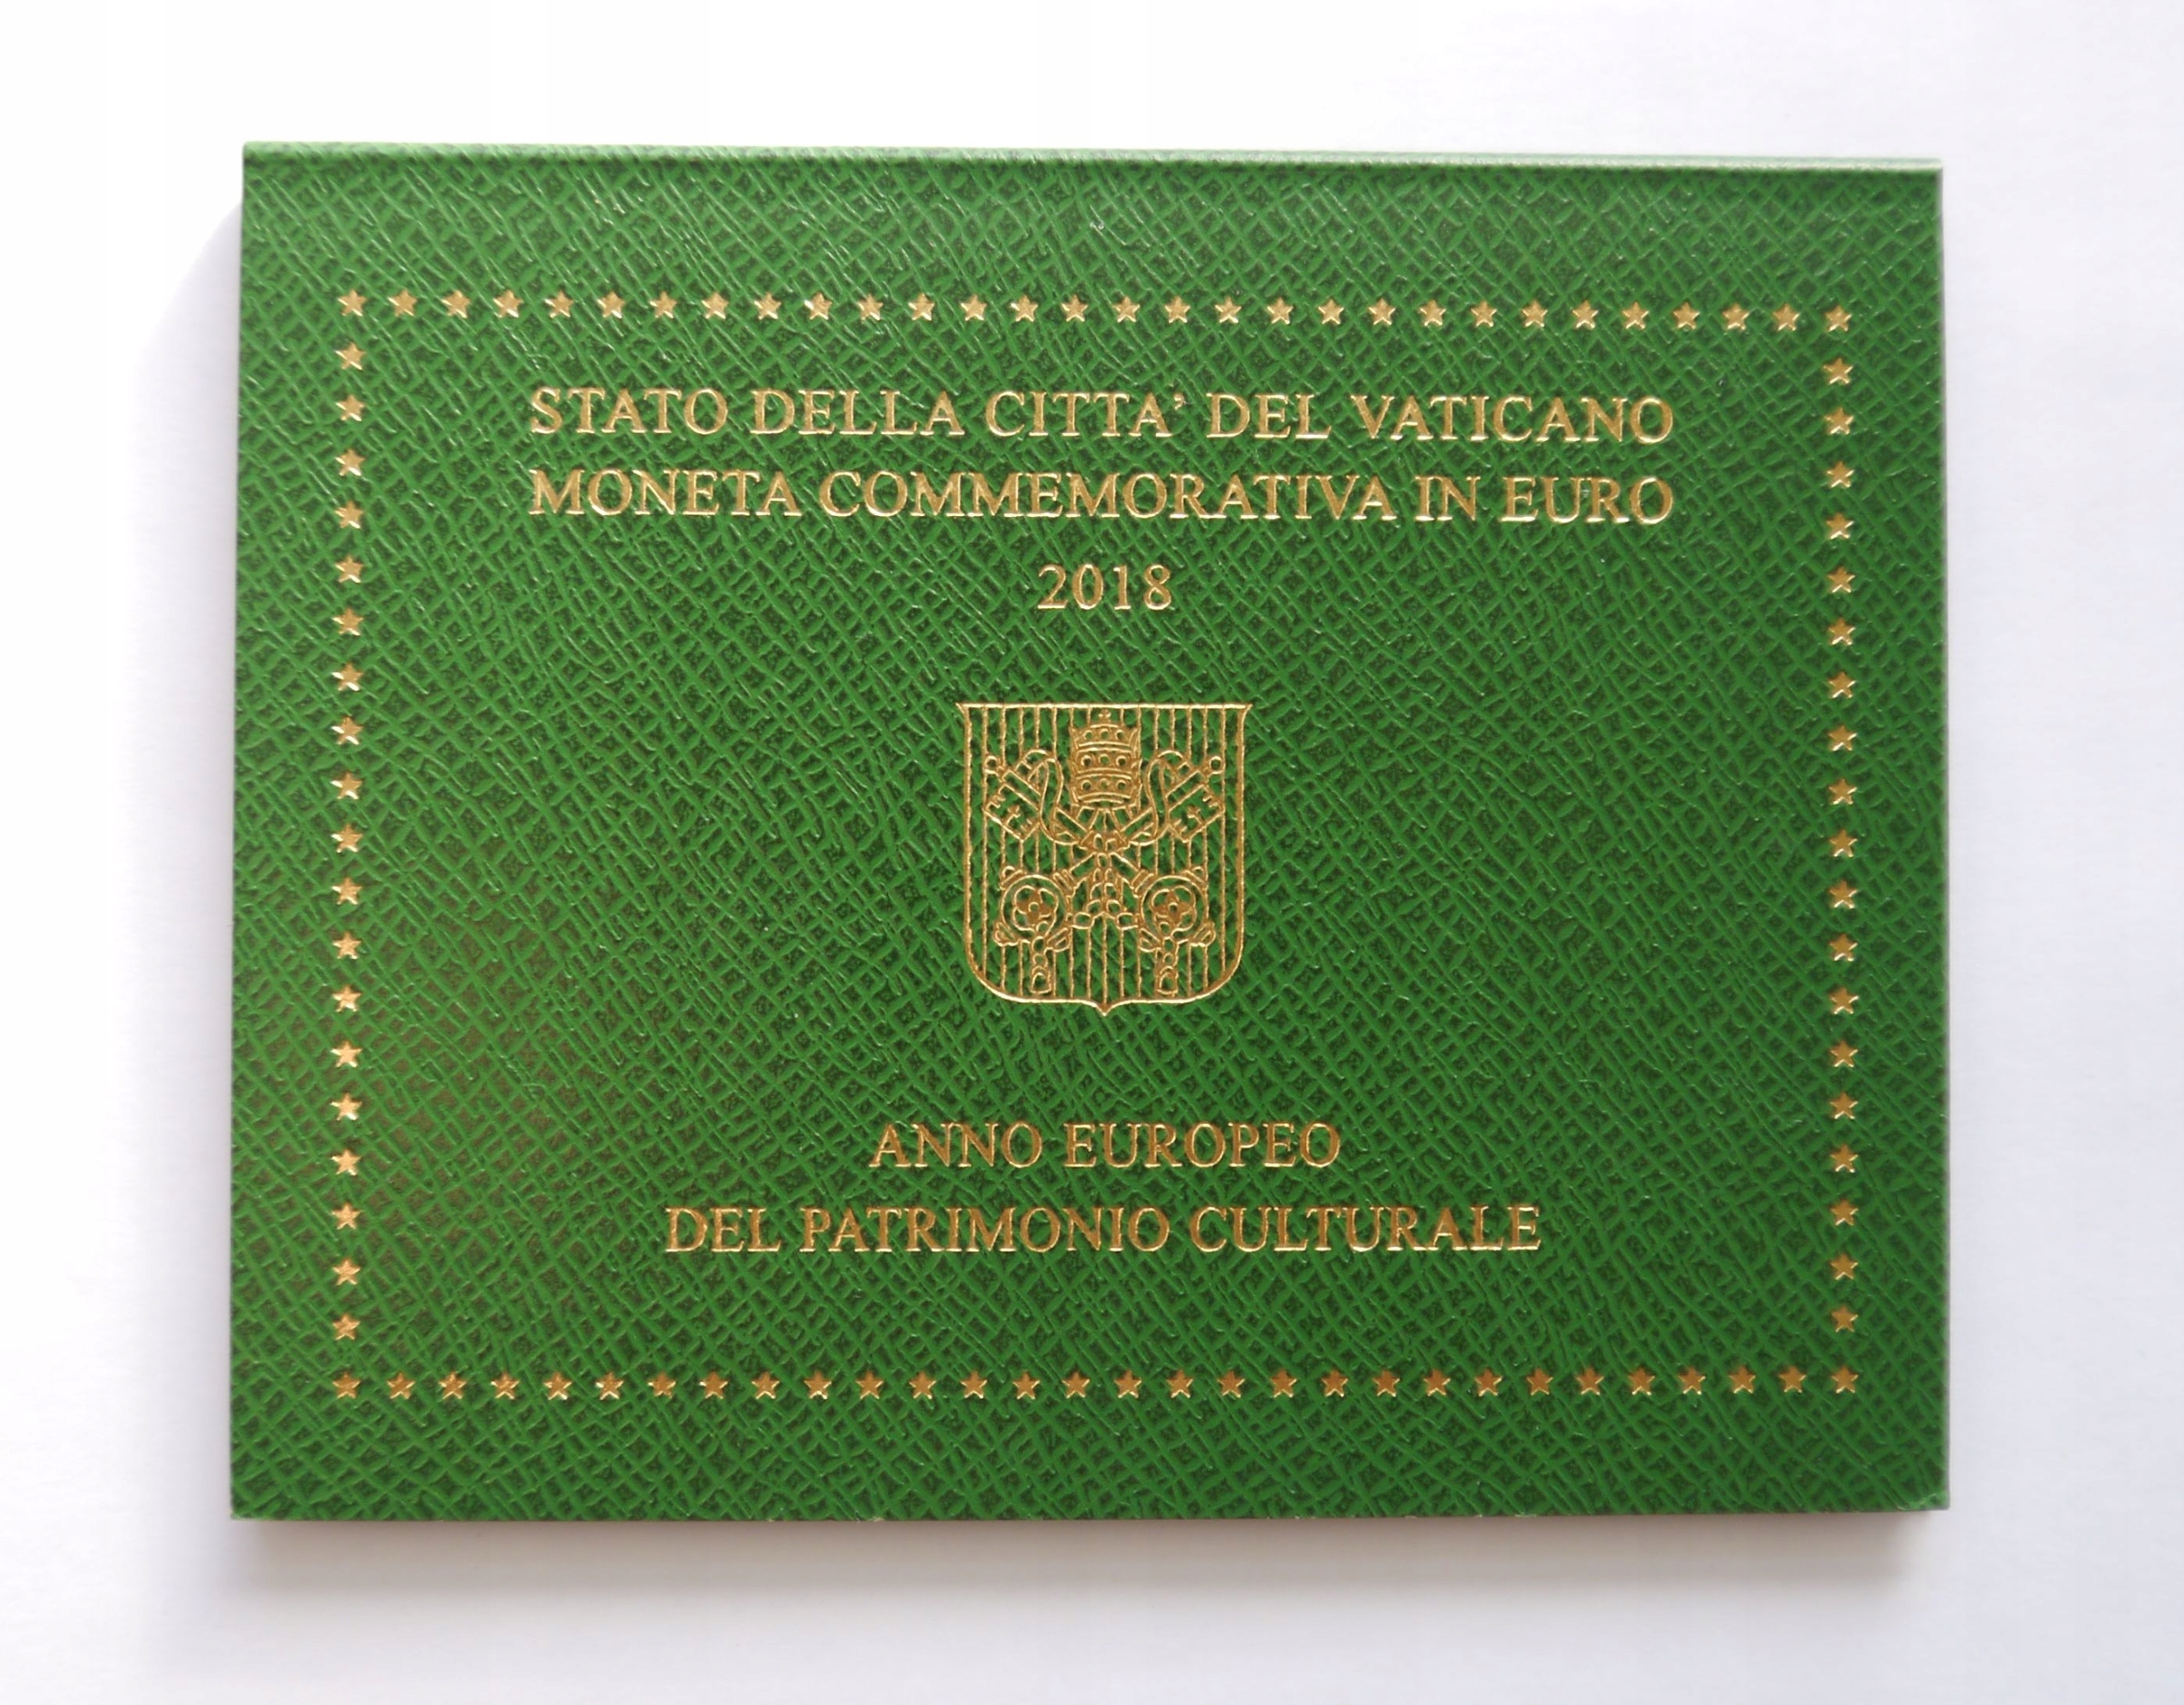 STATO DELLA CITTA' DEL VATICANO
MONETA COMMEMORATIVA IN EURO
2018
ANNO EUROPEO
DEL PATRIMONIO CULTURALE